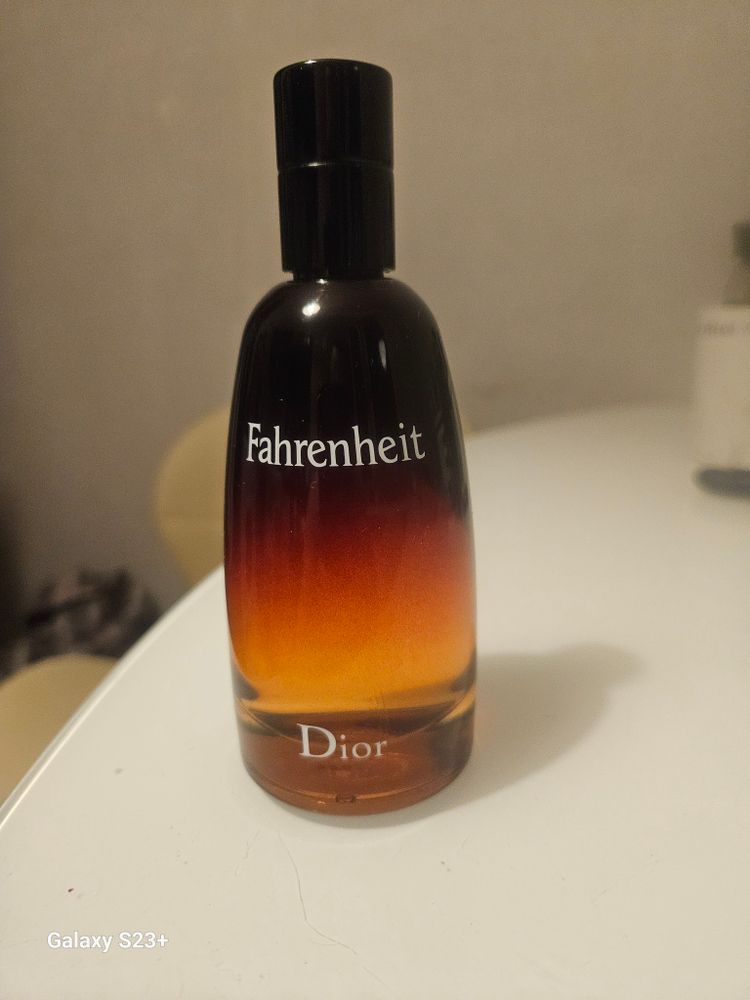 Fahrenheit
Dior
Galaxy S23+